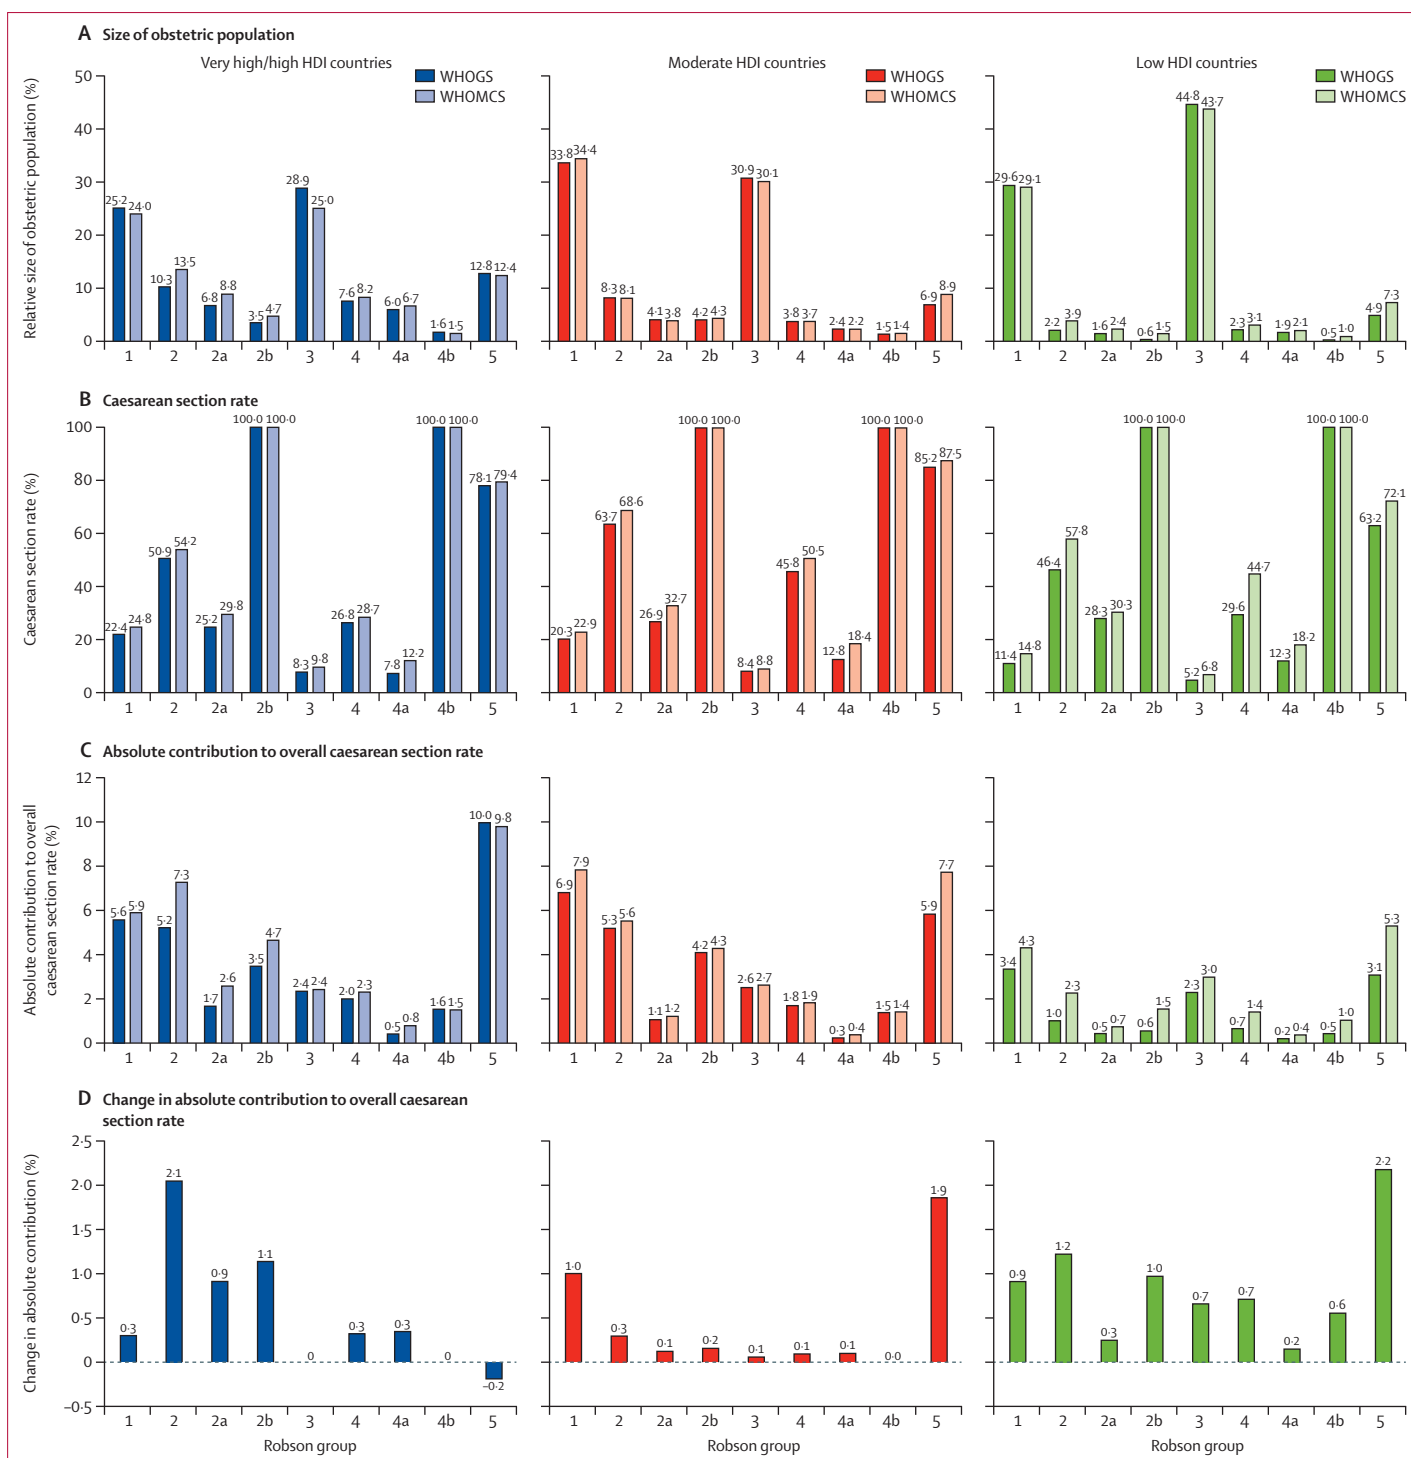 A Size of obstetric population
Very high/high HDI countries
Moderate HDI countries
Low HDI countries
WHOGS
WHOMCS
WHOGS
WHOMCS
WHOGS
WHOMCS
Relative size of obstetric population (%)
50
40
30
20
10
0
25·2 24·0 10·3 13·5 6·8 8·8 3·5 4·7 28·9 25·0 7·6 8·2 6·0 6·7 1·6 1·5 12·8 12·4
33·8 34·4 8·3 8·1 4·1 3·8 4·2 4·3 30·9 30·1 3·8 3·7 2·4 2·2 1·5 1·4 6·9 8·9
29·6 29·1 2·2 3·9 1·6 2·4 0·6 1·5 44·8 43·7 2·3 3·1 1·9 2·1 0·5 1·0 4·9 7·3
1 2 2a 2b 3 4 4a 4b 5
1 2 2a 2b 3 4 4a 4b 5
1 2 2a 2b 3 4 4a 4b 5
B Caesarean section rate
Caesarean section rate (%)
100
80
60
40
20
0
22·4 24·8 50·9 54·2 25·2 29·8 100·0 100·0 8·3 9·8 26·8 28·7 7·8 12·2 100·0 100·0 78·1 79·4
20·3 22·9 63·7 68·6 26·9 32·7 100·0 100·0 8·4 8·8 45·8 50·5 12·8 18·4 100·0 100·0 85·2 87·5
11·4 14·8 46·4 57·8 28·3 30·3 100·0 100·0 5·2 6·8 29·6 44·7 12·3 18·2 100·0 100·0 63·2 72·1
1 2 2a 2b 3 4 4a 4b 5
1 2 2a 2b 3 4 4a 4b 5
1 2 2a 2b 3 4 4a 4b 5
C Absolute contribution to overall caesarean section rate
Absolute contribution to overall
caesarean section rate (%)
12
10
8
6
4
2
0
5·6 5·9 5·2 7·3 1·7 2·6 3·5 4·7 2·4 2·4 2·0 2·3 0·5 0·8 1·6 1·5 10·0 9·8
6·9 7·9 5·3 5·6 1·1 1·2 4·2 4·3 2·6 2·7 1·8 1·9 0·3 0·4 1·5 1·4 5·9 7·7
3·4 4·3 1·0 2·3 0·5 0·7 0·6 1·5 2·3 3·0 0·7 1·4 0·2 0·4 0·5 1·0 3·1 5·3
1 2 2a 2b 3 4 4a 4b 5
1 2 2a 2b 3 4 4a 4b 5
1 2 2a 2b 3 4 4a 4b 5
D Change in absolute contribution to overall caesarean
section rate
Change in absolute contribution (%)
2·5
2·0
1·5
1·0
0·5
0
−0·5
0·3 2·1 0·9 1·1 0 0·3 0·3 0 −0·2
1·0 0·3 0·1 0·2 0·1 0·1 0·1 0·0 1·9
0·9 1·2 0·3 1·0 0·7 0·7 0·2 0·6 2·2
1 2 2a 2b 3 4 4a 4b 5
1 2 2a 2b 3 4 4a 4b 5
1 2 2a 2b 3 4 4a 4b 5
Robson group
Robson group
Robson group